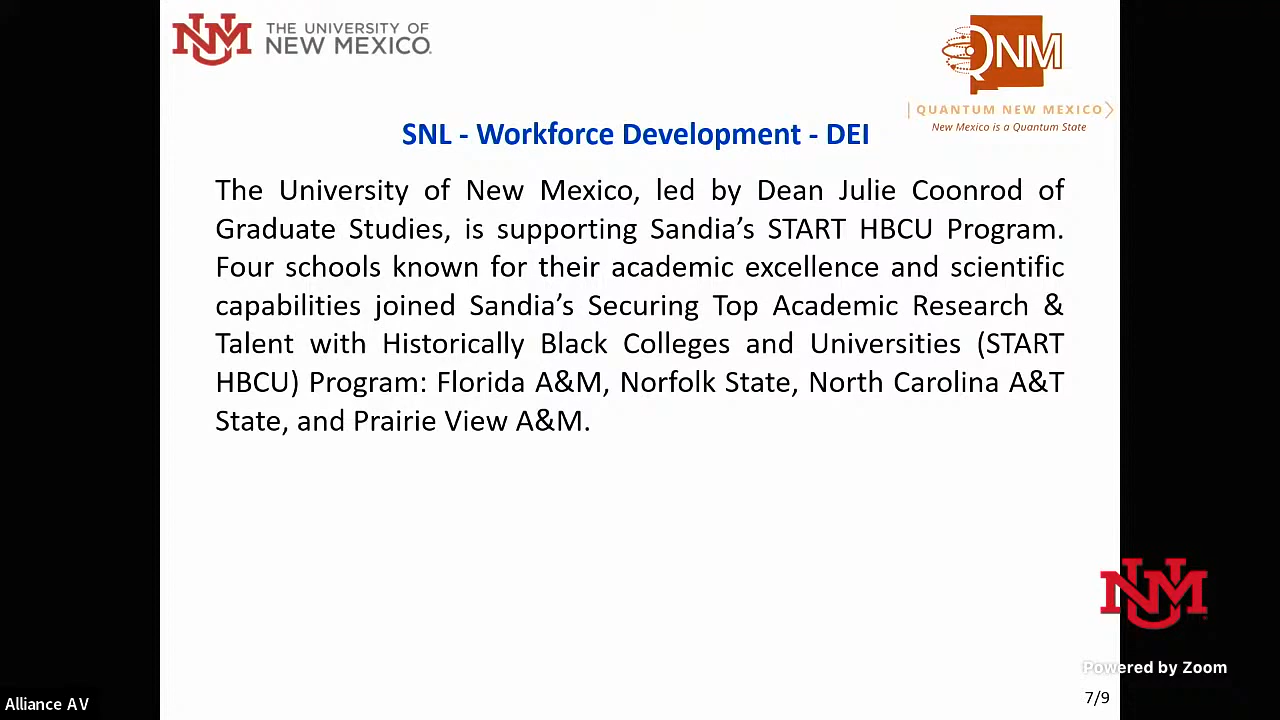 UNM THE UNIVERSITY OF
NEW MEXICO.
QNM
QUANTUM NEW MEXICO
New Mexico is a Quantum State
SNL - Workforce Development - DEI
The University of New Mexico, led by Dean Julie Coonrod of
Graduate Studies, is supporting Sandia’s START HBCU Program.
Four schools known for their academic excellence and scientific
capabilities joined Sandia’s Securing Top Academic Research &
Talent with Historically Black Colleges and Universities (START
HBCU) Program: Florida A&M, Norfolk State, North Carolina A&T
State, and Prairie View A&M.
UNM
Powered by Zoom
7/9
Alliance AV